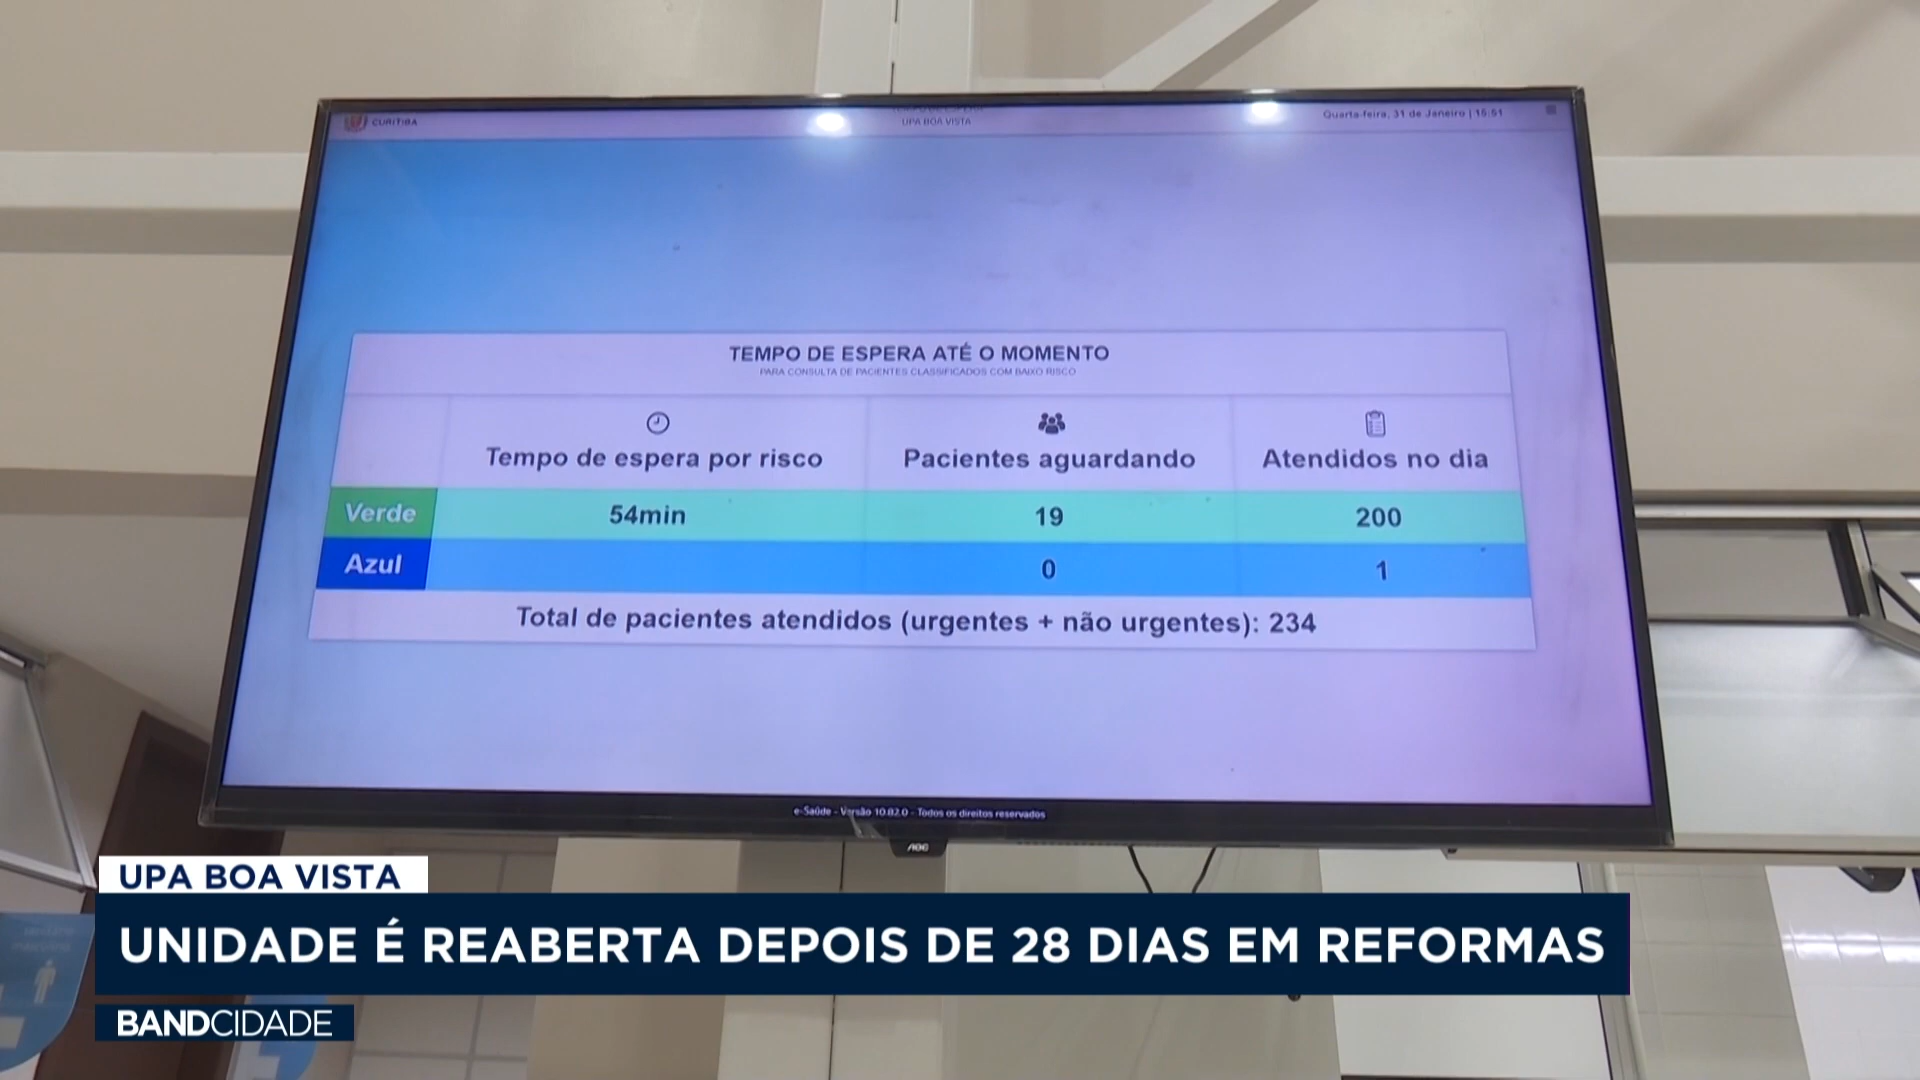 CURITIBA
TEMPO DE ESPERA
UPA BOA VISTA
Quarta-feira, 31 de Janeiro | 15:51
TEMPO DE ESPERA ATÉ O MOMENTO
PARA CONSULTA DE PACIENTES CLASSIFICADOS COM BAIXO RISCO
Tempo de espera por risco Pacientes aguardando Atendidos no dia
Verde 54min 19 200
Azul 0 1
Total de pacientes atendidos (urgentes + não urgentes): 234
e-Saúde - Versão 10.82.0 - Todos os direitos reservados
AOC
UPA BOA VISTA
UNIDADE É REABERTA DEPOIS DE 28 DIAS EM REFORMAS
BANDCIDADE